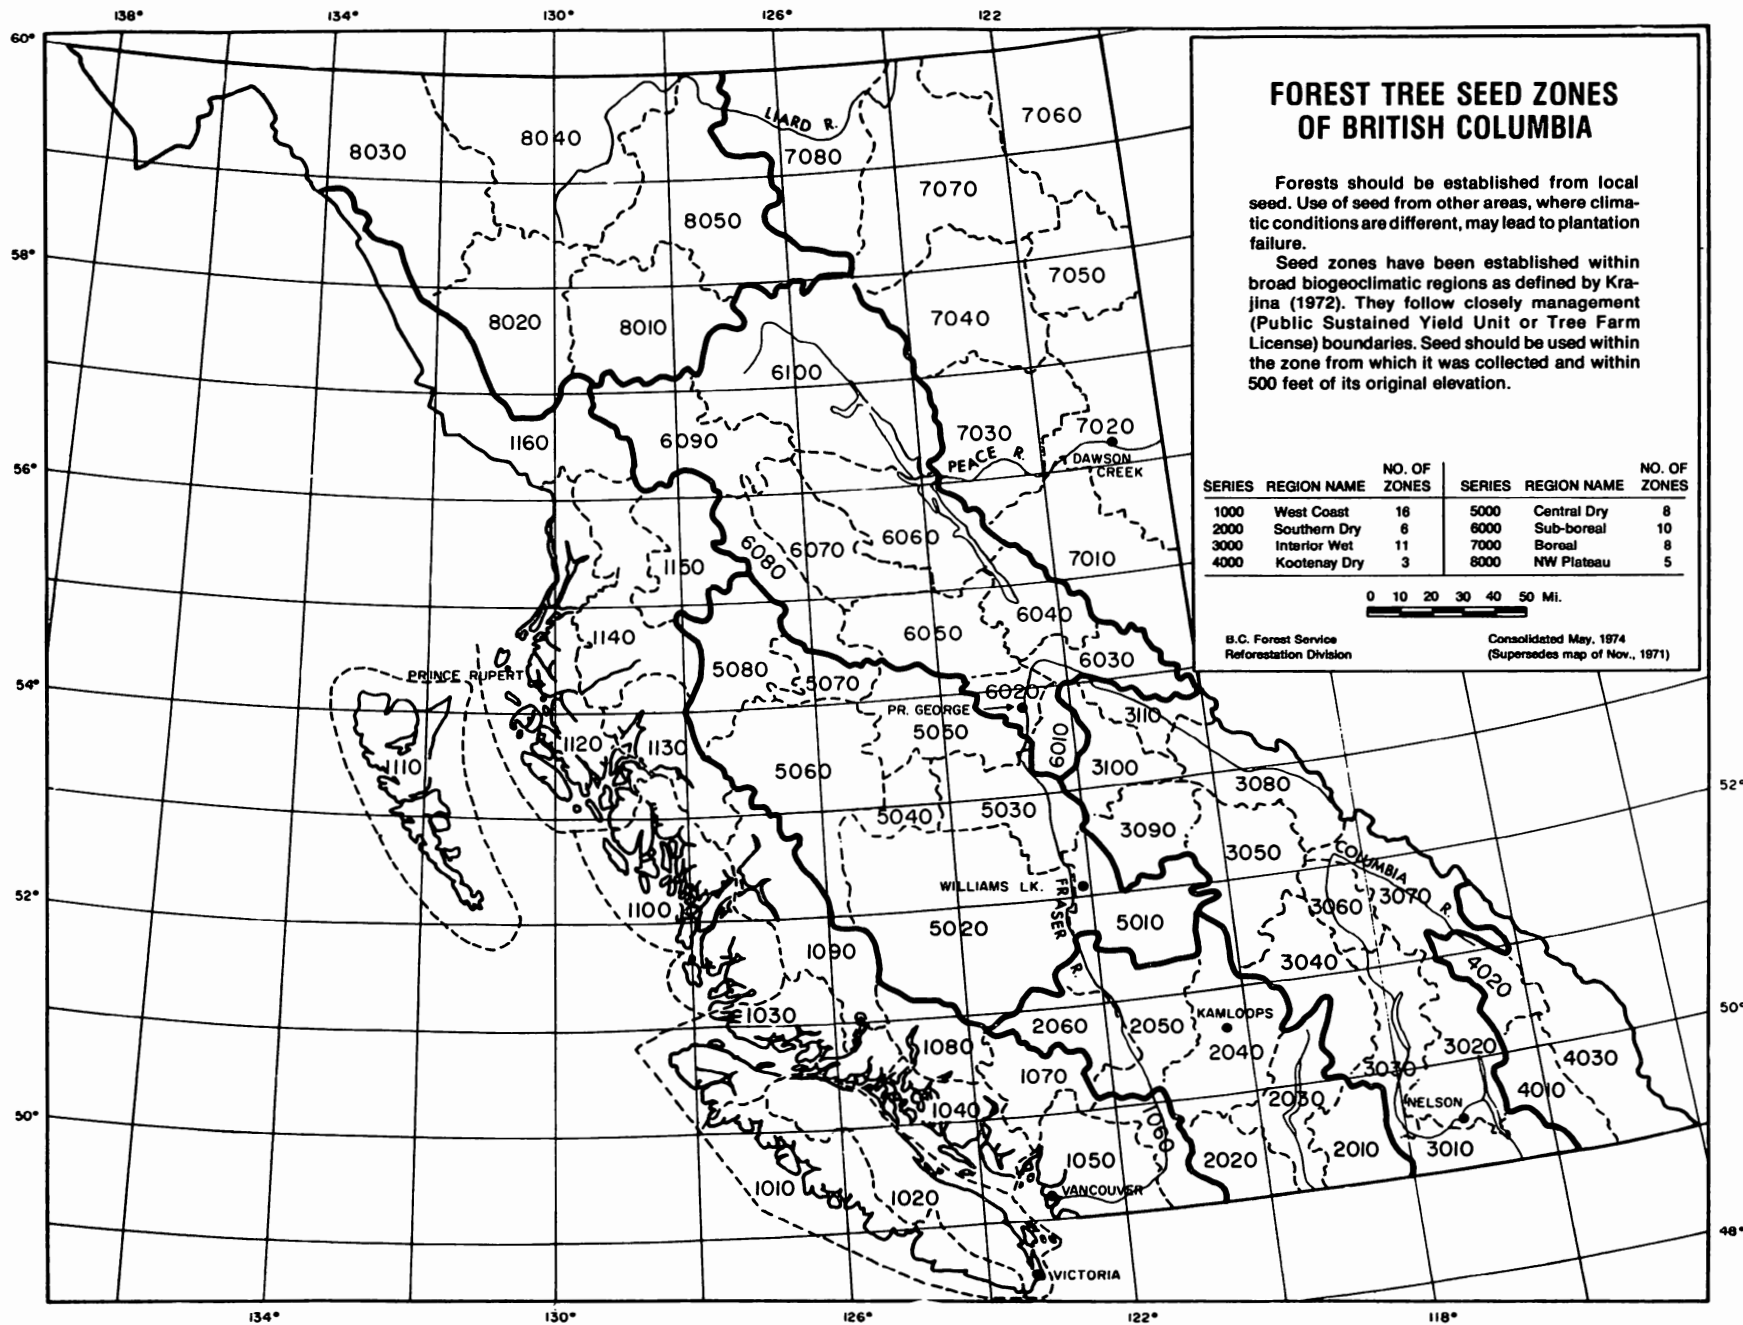 138° 134° 130° 126° 122
60°
58°
56°
54°
52°
50°
52°
50°
48°
134° 130° 126° 122° 118°
FOREST TREE SEED ZONES
OF BRITISH COLUMBIA
Forests should be established from local
seed. Use of seed from other areas, where clima-
tic conditions are different, may lead to plantation
failure.
Seed zones have been established within
broad biogeoclimatic regions as defined by Kra-
jina (1972). They follow closely management
(Public Sustained Yield Unit or Tree Farm
License) boundaries. Seed should be used within
the zone from which it was collected and within
500 feet of its original elevation.
NO. OF NO. OF
SERIES REGION NAME ZONES SERIES REGION NAME ZONES
1000 West Coast 16 5000 Central Dry 8
2000 Southern Dry 6 6000 Sub-boreal 10
3000 Interior Wet 11 7000 Boreal 8
4000 Kootenay Dry 3 8000 NW Plateau 5
0 10 20 30 40 50 Mi.
B.C. Forest Service
Reforestation Division
Consolidated May, 1974
(Supersedes map of Nov., 1971)
8030
8040
LIARD R.
7080
7060
7070
8050
7050
8020
8010
7040
6100
1160
6090
7030
7020
PEACE R.
DAWSON
CREEK
6080
6070
6060
7010
1150
1140
6050
6040
6030
PRINCE RUPERT
5080
5070
6020
PR. GEORGE
5050
6010
3110
1110
1120
1130
5060
3100
3080
5040
5030
3090
3050
COLUMBIA R.
WILLIAMS LK.
FRASER R.
3060
3070
1100
5020
5010
1090
3040
4020
1030
2060
2050
KAMLOOPS
2040
1080
3020
4030
1070
3030
4010
1040
2030
NELSON
1060
1050
2020
2010
3010
1010
1020
VANCOUVER
VICTORIA